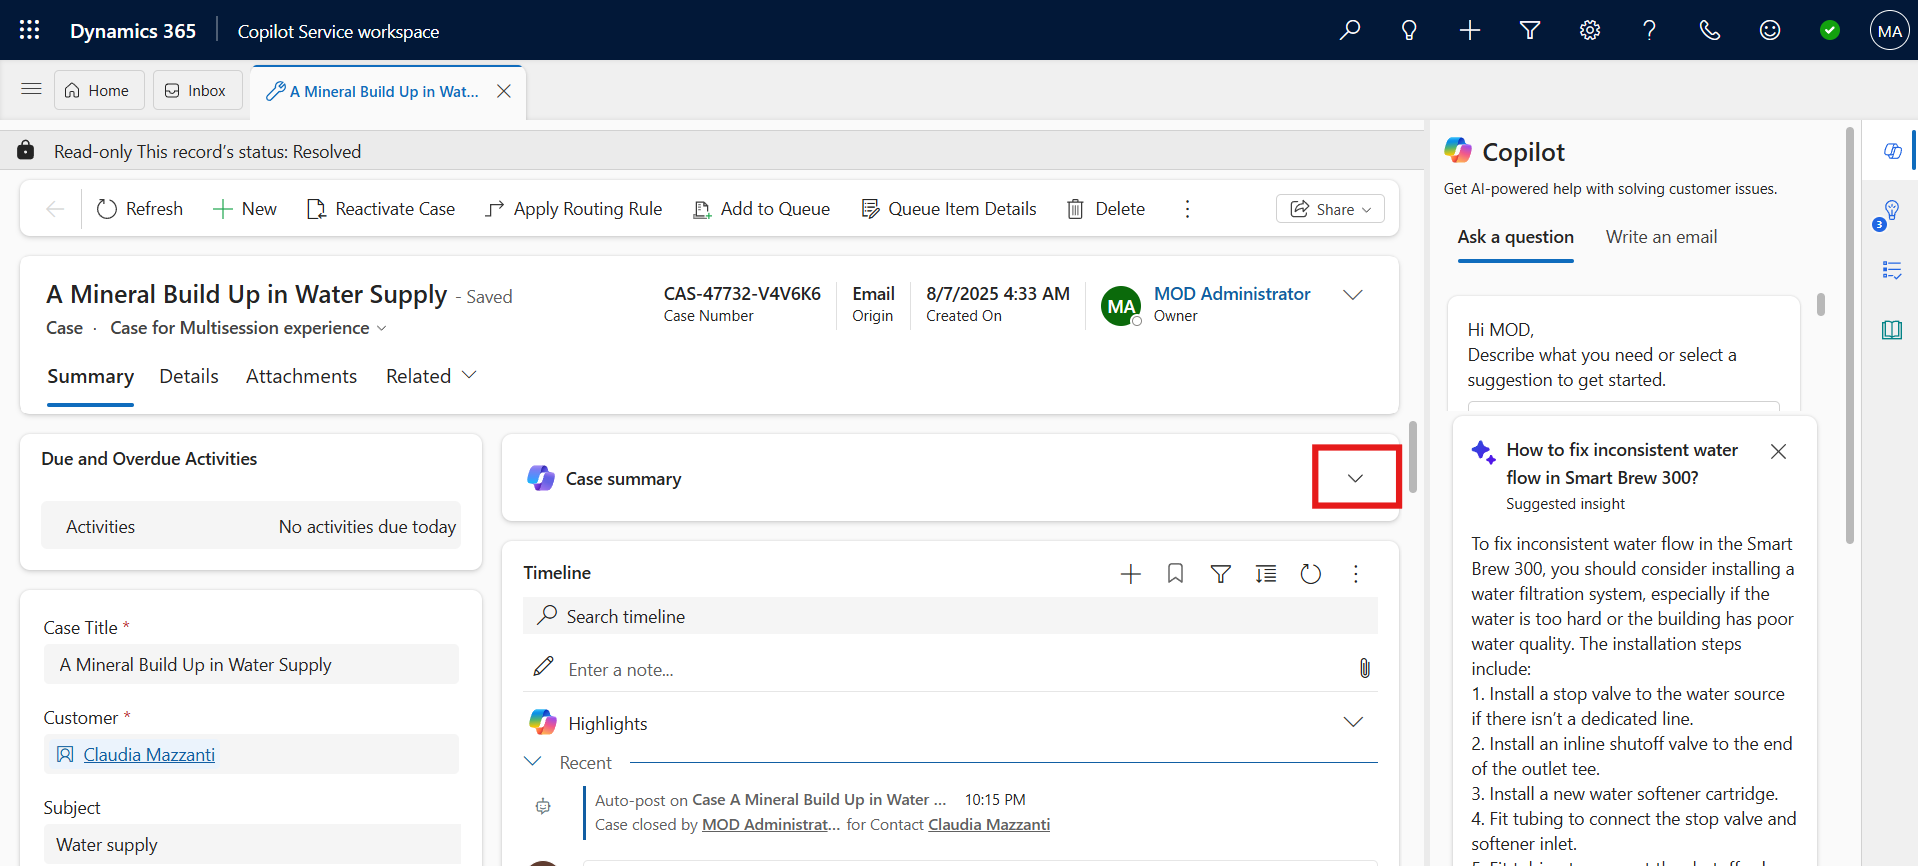 Dynamics 365 Copilot Service workspace MA
Home Inbox A Mineral Build Up in Wat...
Read-only This record's status: Resolved
Refresh New Reactivate Case Apply Routing Rule Add to Queue Queue Item Details Delete Share
A Mineral Build Up in Water Supply - Saved
Case · Case for Multisession experience
CAS-47732-V4V6K6
Case Number
Email
Origin
8/7/2025 4:33 AM
Created On
MA
MOD Administrator
Owner
Summary Details Attachments Related
Due and Overdue Activities
Activities No activities due today
Case Title *
A Mineral Build Up in Water Supply
Customer *
Claudia Mazzanti
Subject
Water supply
Case summary
Timeline
Search timeline
Enter a note...
Highlights
Recent
Auto-post on Case A Mineral Build Up in Water ... 10:15 PM
Case closed by MOD Administrat... for Contact Claudia Mazzanti
Copilot
Get AI-powered help with solving customer issues.
Ask a question Write an email
Hi MOD,
Describe what you need or select a
suggestion to get started.
How to fix inconsistent water
flow in Smart Brew 300?
Suggested insight
To fix inconsistent water flow in the Smart
Brew 300, you should consider installing a
water filtration system, especially if the
water is too hard or the building has poor
water quality. The installation steps
include:
1. Install a stop valve to the water source
if there isn't a dedicated line.
2. Install an inline shutoff valve to the end
of the outlet tee.
3. Install a new water softener cartridge.
4. Fit tubing to connect the stop valve and
softener inlet.
3